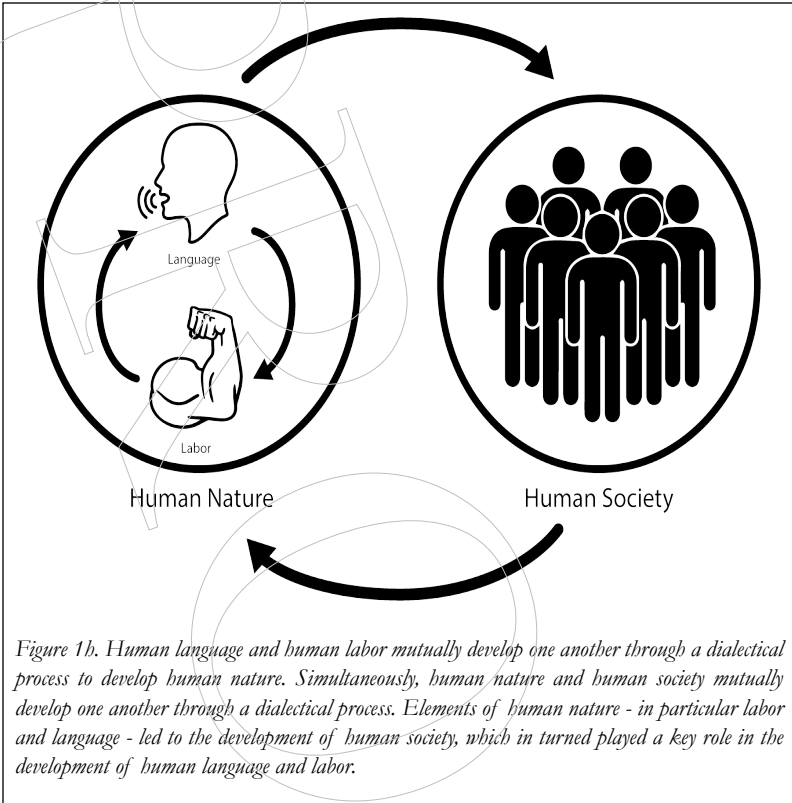 Language
Labor
Human Nature
Human Society
Figure 1h. Human language and human labor mutually develop one another through a dialectical
process to develop human nature. Simultaneously, human nature and human society mutually
develop one another through a dialectical process. Elements of human nature - in particular labor
and language - led to the development of human society, which in turned played a key role in the
development of human language and labor.